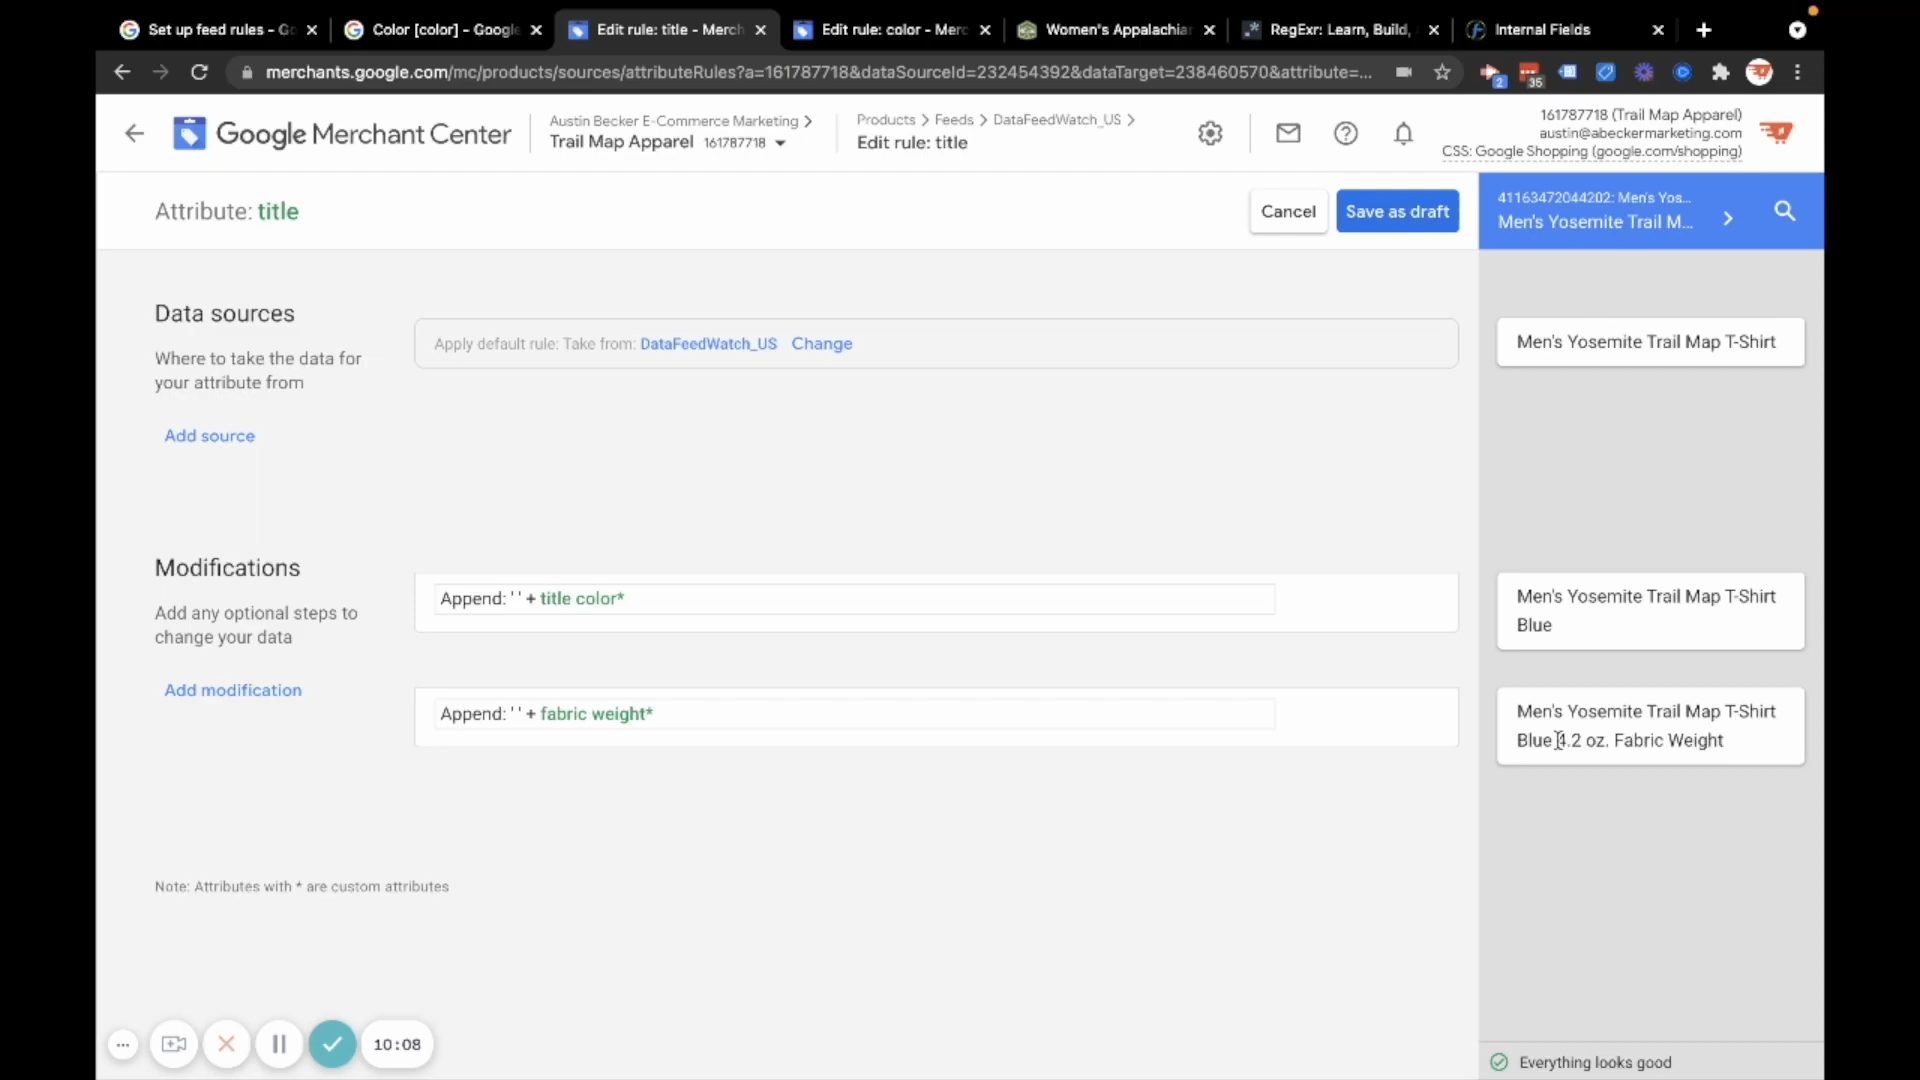 Set up feed rules - Go
Color [color] - Google
Edit rule: title - Merch
Edit rule: color - Merc
Women's Appalachian
RegExr: Learn, Build,
Internal Fields
merchants.google.com/mc/products/sources/attributeRules?a=161787718&dataSourceId=232454392&dataTarget=238460570&attribute=...
2
35
Google Merchant Center
Austin Becker E-Commerce Marketing
Trail Map Apparel 161787718
Products > Feeds > DataFeedWatch_US >
Edit rule: title
161787718 (Trail Map Apparel)
austin@abeckermarketing.com
CSS: Google Shopping (google.com/shopping)
Attribute: title
Cancel
Save as draft
41163472044202: Men's Yos...
Men's Yosemite Trail M...
Data sources
Where to take the data for
your attribute from
Add source
Apply default rule: Take from: DataFeedWatch_US Change
Men's Yosemite Trail Map T-Shirt
Modifications
Add any optional steps to
change your data
Add modification
Append: ' ' + title color*
Men's Yosemite Trail Map T-Shirt
Blue
Append: ' ' + fabric weight*
Men's Yosemite Trail Map T-Shirt
Blue 4.2 oz. Fabric Weight
Note: Attributes with * are custom attributes
10:08
Everything looks good